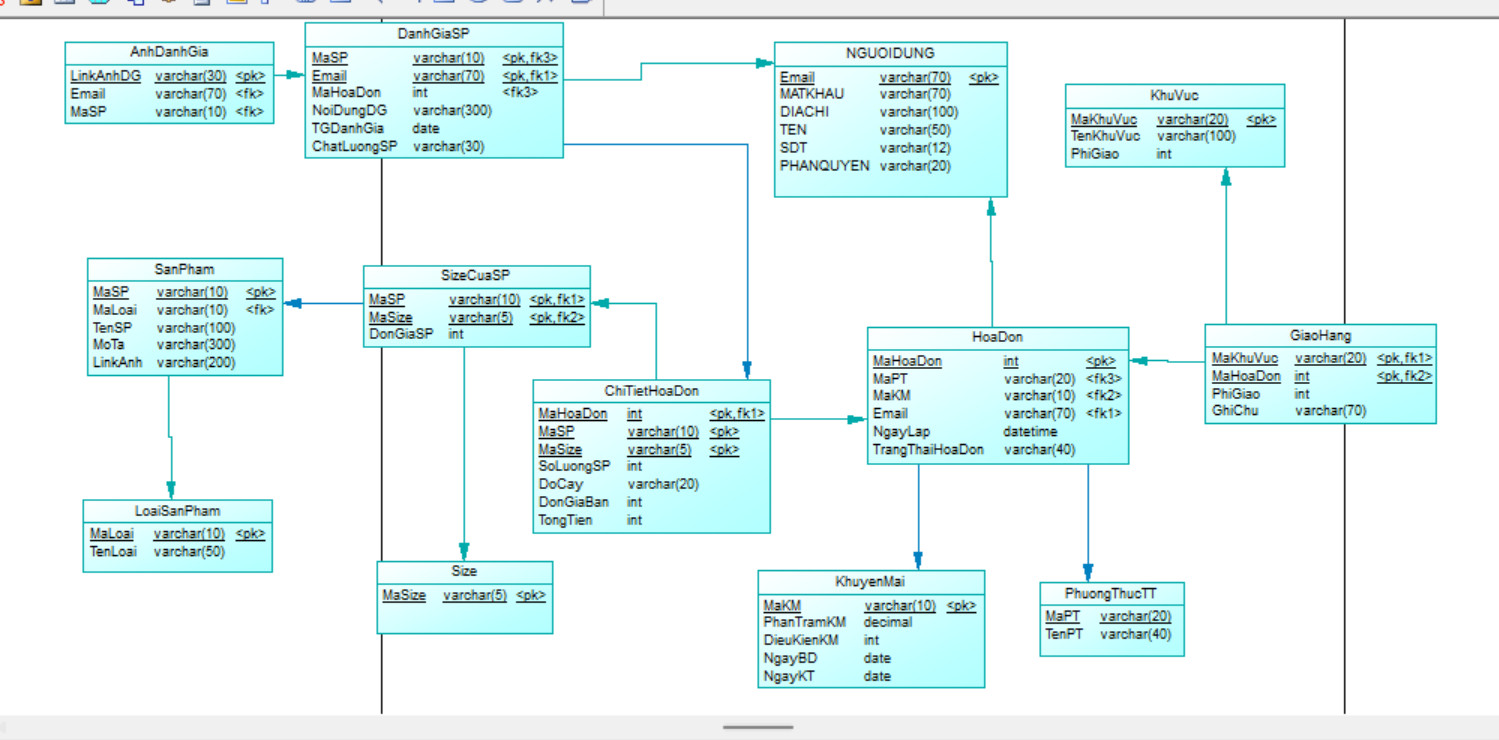 AnhDanhGia
LinkAnhDG varchar(30) <pk>
Email varchar(70) <fk>
MaSP varchar(10) <fk>
DanhGiaSP
MaSP varchar(10) <pk,fk3>
Email varchar(70) <pk,fk1>
MaHoaDon int <fk3>
NoiDungDG varchar(300)
TGDanhGia date
ChatLuongSP varchar(30)
NGUOIDUNG
Email varchar(70) <pk>
MATKHAU varchar(70)
DIACHI varchar(100)
TEN varchar(50)
SDT varchar(12)
PHANQUYEN varchar(20)
KhuVuc
MaKhuVuc varchar(20) <pk>
TenKhuVuc varchar(100)
PhiGiao int
SanPham
MaSP varchar(10) <pk>
MaLoai varchar(10) <fk>
TenSP varchar(100)
MoTa varchar(300)
LinkAnh varchar(200)
SizeCuaSP
MaSP varchar(10) <pk,fk1>
MaSize varchar(5) <pk,fk2>
DonGiaSP int
ChiTietHoaDon
MaHoaDon int <pk,fk1>
MaSP varchar(10) <pk>
MaSize varchar(5) <pk>
SoLuongSP int
DoCay varchar(20)
DonGiaBan int
TongTien int
HoaDon
MaHoaDon int <pk>
MaPT varchar(20) <fk3>
MaKM varchar(10) <fk2>
Email varchar(70) <fk1>
NgayLap datetime
TrangThaiHoaDon varchar(40)
GiaoHang
MaKhuVuc varchar(20) <pk,fk1>
MaHoaDon int <pk,fk2>
PhiGiao int
GhiChu varchar(70)
LoaiSanPham
MaLoai varchar(10) <pk>
TenLoai varchar(50)
Size
MaSize varchar(5) <pk>
KhuyenMai
MaKM varchar(10) <pk>
PhanTramKM decimal
DieuKienKM int
NgayBD date
NgayKT date
PhuongThucTT
MaPT varchar(20)
TenPT varchar(40)